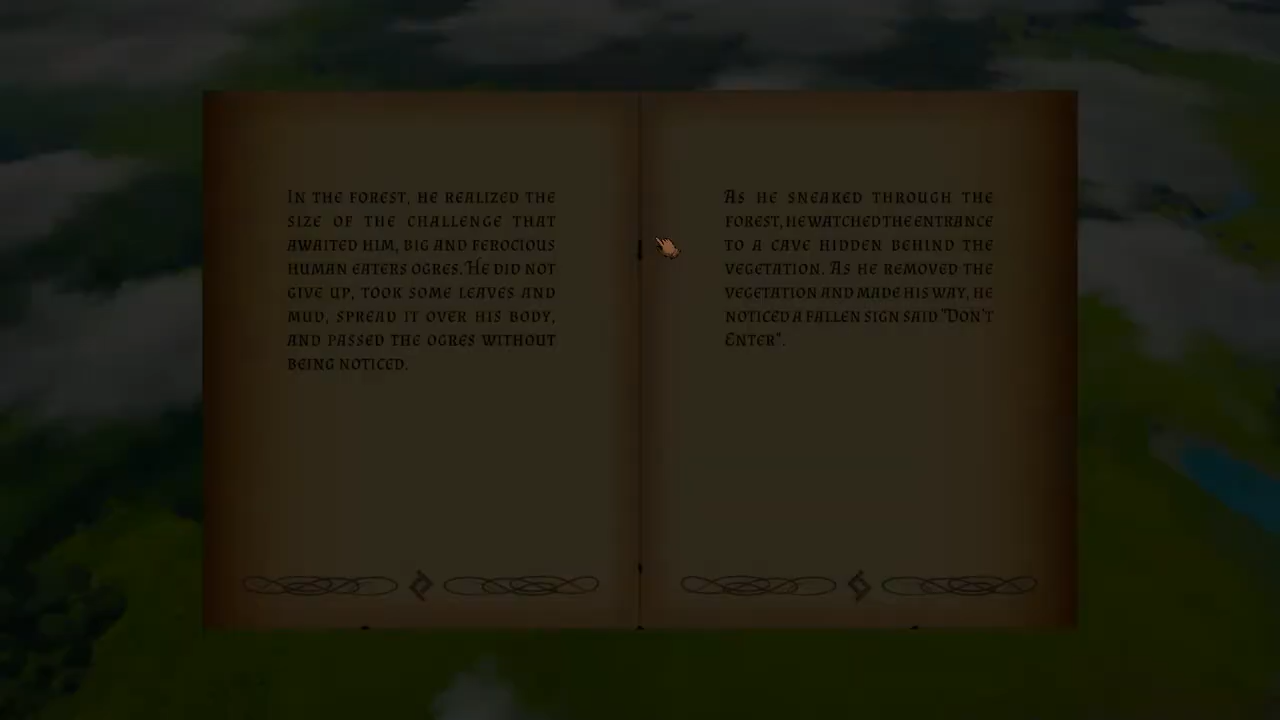 In the forest, he realized the
size of the challenge that
awaited him, big and ferocious
human eaters ogres. He did not
give up, took some leaves and
mud, spread it over his body,
and passed the ogres without
being noticed.
As he sneaked through the
forest, he watched the entrance
to a cave hidden behind the
vegetation. As he removed the
vegetation and made his way, he
noticed a fallen sign said "Don't
Enter".